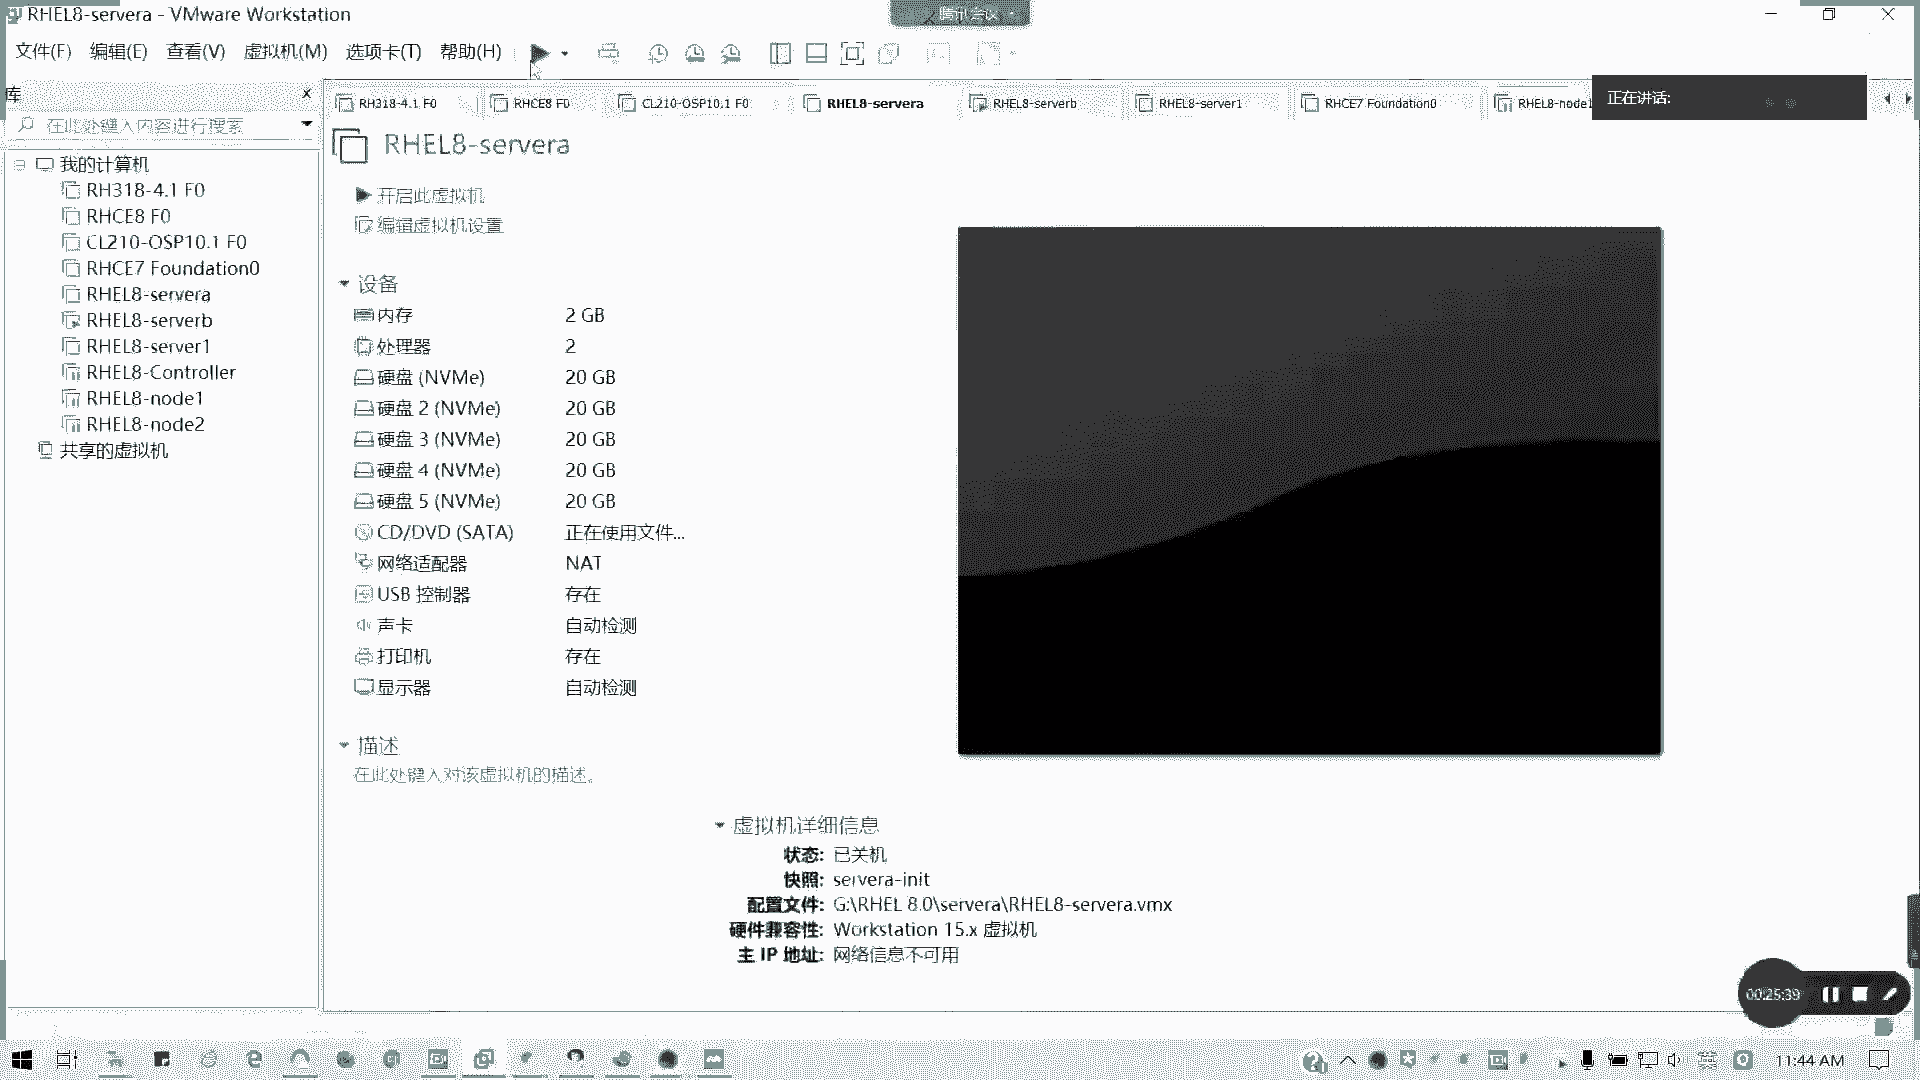 RHEL8-servera - VMware Workstation
腾讯会议
文件(F) 编辑(E) 查看(V) 虚拟机(M) 选项卡(T) 帮助(H)
库
在此处键入内容进行搜索
RH318-4.1 F0
RHCE8 F0
CL210-OSP10.1 F0
RHEL8-servera
RHEL8-serverb
RHEL8-server1
RHCE7 Foundation0
RHEL8-node1
正在讲话:
我的计算机
RH318-4.1 F0
RHCE8 F0
CL210-OSP10.1 F0
RHCE7 Foundation0
RHEL8-servera
RHEL8-serverb
RHEL8-server1
RHEL8-Controller
RHEL8-node1
RHEL8-node2
共享的虚拟机
RHEL8-servera
开启此虚拟机
编辑虚拟机设置
设备
内存 2 GB
处理器 2
硬盘 (NVMe) 20 GB
硬盘 2 (NVMe) 20 GB
硬盘 3 (NVMe) 20 GB
硬盘 4 (NVMe) 20 GB
硬盘 5 (NVMe) 20 GB
CD/DVD (SATA) 正在使用文件...
网络适配器 NAT
USB 控制器 存在
声卡 自动检测
打印机 存在
显示器 自动检测
描述
在此处键入对该虚拟机的描述。
虚拟机详细信息
状态: 已关机
快照: servera-init
配置文件: G:\RHEL 8.0\servera\RHEL8-servera.vmx
硬件兼容性: Workstation 15.x 虚拟机
主 IP 地址: 网络信息不可用
00:25:39
英
11:44 AM